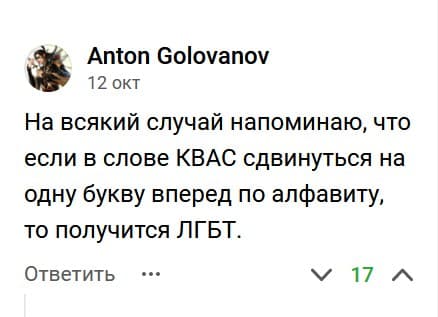 Anton Golovanov
12 окт
На всякий случай напоминаю, что
если в слове КВАС сдвинуться на
одну букву вперед по алфавиту,
то получится ЛГБТ.
Ответить ••• 17